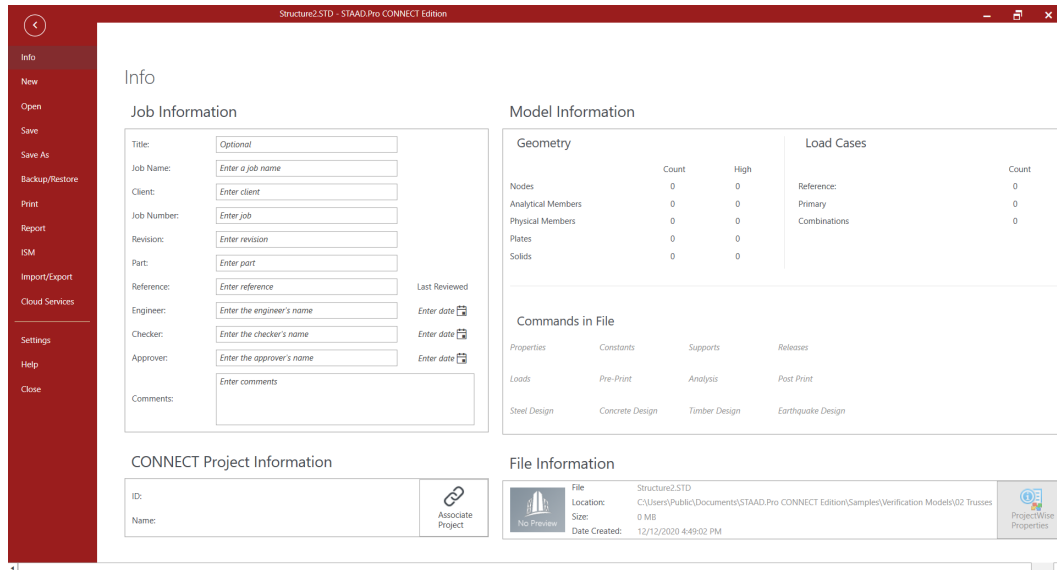 Structure2.STD - STAAD.Pro CONNECT Edition
Info
New
Open
Save
Save As
Backup/Restore
Print
Report
ISM
Import/Export
Cloud Services
Settings
Help
Close
Info
Job Information
Title: Optional
Job Name: Enter a job name
Client: Enter client
Job Number: Enter job
Revision: Enter revision
Part: Enter part
Reference: Enter reference Last Reviewed
Engineer: Enter the engineer's name Enter date
Checker: Enter the checker's name Enter date
Approver: Enter the approver's name Enter date
Comments: Enter comments
Model Information
Geometry
Count High
Nodes 0 0
Analytical Members 0 0
Physical Members 0 0
Plates 0 0
Solids 0 0
Load Cases
Count
Reference: 0
Primary 0
Combinations 0
Commands in File
Properties Constants Supports Releases
Loads Pre-Print Analysis Post Print
Steel Design Concrete Design Timber Design Earthquake Design
CONNECT Project Information
ID:
Name:
Associate
Project
File Information
No Preview
File Structure2.STD
Location: C:\Users\Public\Documents\STAAD.Pro CONNECT Edition\Samples\Verification Models\02 Trusses
Size: 0 MB
Date Created: 12/12/2020 4:49:02 PM
ProjectWise
Properties